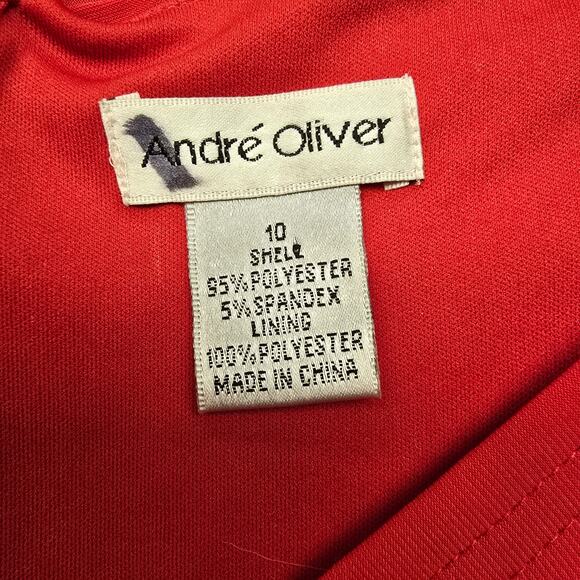 André Oliver
10
SHELL
95% POLYESTER
5% SPANDEX
LINING
100% POLYESTER
MADE IN CHINA